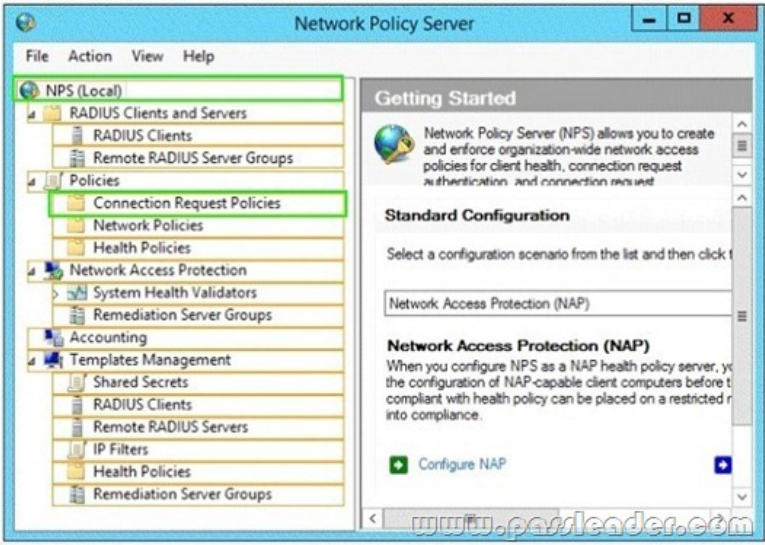 Network Policy Server
File Action View Help
NPS (Local)
RADIUS Clients and Servers
RADIUS Clients
Remote RADIUS Server Groups
Policies
Connection Request Policies
Network Policies
Health Policies
Network Access Protection
System Health Validators
Remediation Server Groups
Accounting
Templates Management
Shared Secrets
RADIUS Clients
Remote RADIUS Servers
IP Filters
Health Policies
Remediation Server Groups
Getting Started
Network Policy Server (NPS) allows you to create
and enforce organization-wide network access
policies for client health, connection request
authentication, and connection request
Standard Configuration
Select a configuration scenario from the list and then click
Network Access Protection (NAP)
Network Access Protection (NAP)
When you configure NPS as a NAP health policy server,
the configuration of NAP-capable client computers before
compliant with health policy can be placed on a restricted
into compliance.
Configure NAP
www.passleader.com